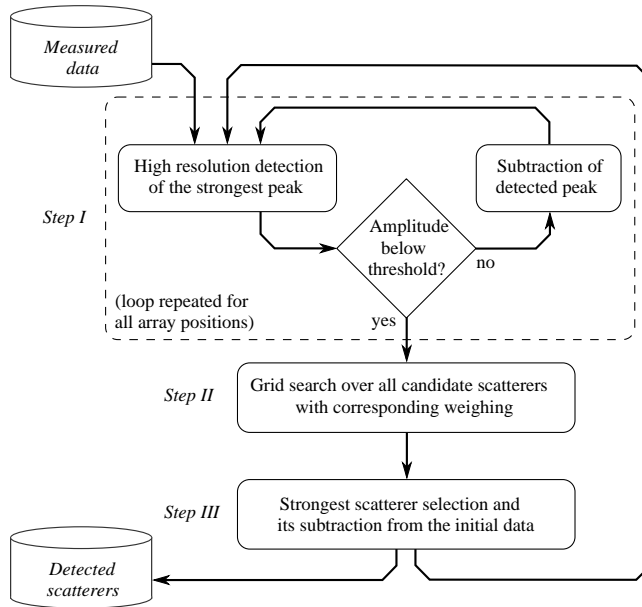 Measured
data
High resolution detection
of the strongest peak
Subtraction of
detected peak
Step I
Amplitude
below
threshold?
no
(loop repeated for
all array positions)
yes
Step II
Grid search over all candidate scatterers
with corresponding weighing
Step III
Strongest scatterer selection and
its subtraction from the initial data
Detected
scatterers